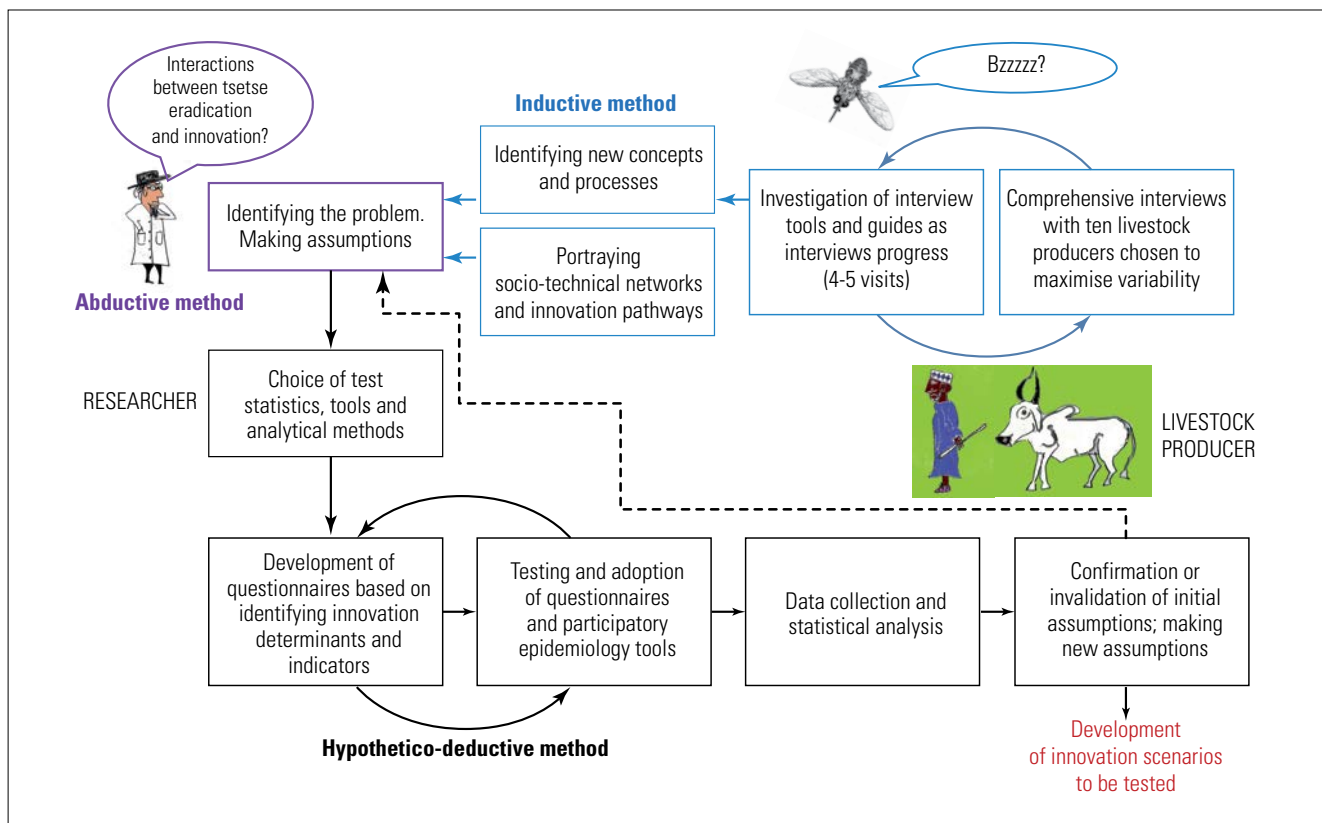 Interactions
between tsetse
eradication
and innovation?
Bzzzzz?
Inductive method
Identifying new concepts
and processes
Investigation of interview
tools and guides as
interviews progress
(4-5 visits)
Comprehensive interviews
with ten livestock
producers chosen to
maximise variability
Identifying the problem.
Making assumptions
Portraying
socio-technical networks
and innovation pathways
Abductive method
RESEARCHER
Choice of test
statistics, tools and
analytical methods
LIVESTOCK
PRODUCER
Development of
questionnaires based on
identifying innovation
determinants and
indicators
Testing and adoption
of questionnaires
and participatory
epidemiology tools
Data collection and
statistical analysis
Confirmation or
invalidation of initial
assumptions; making
new assumptions
Hypothetico-deductive method
Development
of innovation scenarios
to be tested